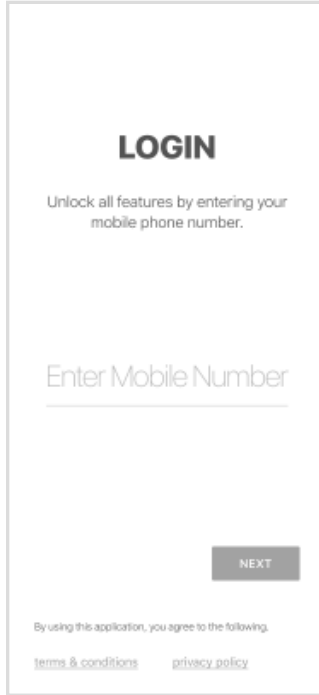 LOGIN
Unlock all features by entering your
mobile phone number.
Enter Mobile Number
NEXT
By using this application, you agree to the following.
terms & conditions privacy policy